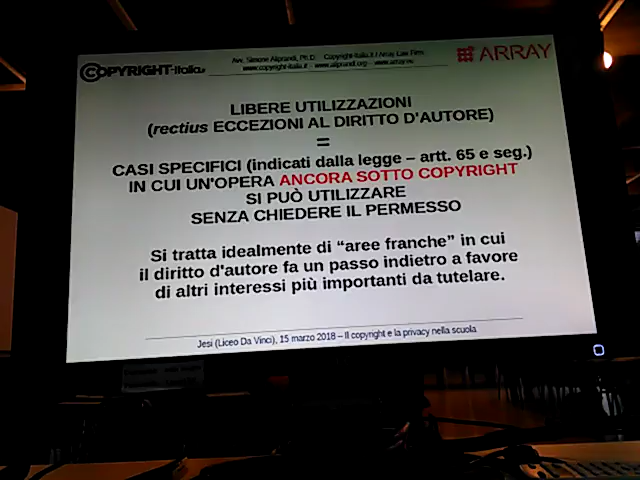 COPYRIGHT-Italia.it
Avv. Simone Aliprandi, Ph.D. - Copyright-Italia.it / Array Law Firm
www.copyright-italia.it - www.aliprandi.org - www.array.eu
ARRAY
LIBERE UTILIZZAZIONI
(rectius ECCEZIONI AL DIRITTO D'AUTORE)
=
CASI SPECIFICI (indicati dalla legge – artt. 65 e seg.)
IN CUI UN'OPERA ANCORA SOTTO COPYRIGHT
SI PUÒ UTILIZZARE
SENZA CHIEDERE IL PERMESSO
Si tratta idealmente di “aree franche” in cui
il diritto d'autore fa un passo indietro a favore
di altri interessi più importanti da tutelare.
Jesi (Liceo Da Vinci), 15 marzo 2018 – Il copyright e la privacy nella scuola